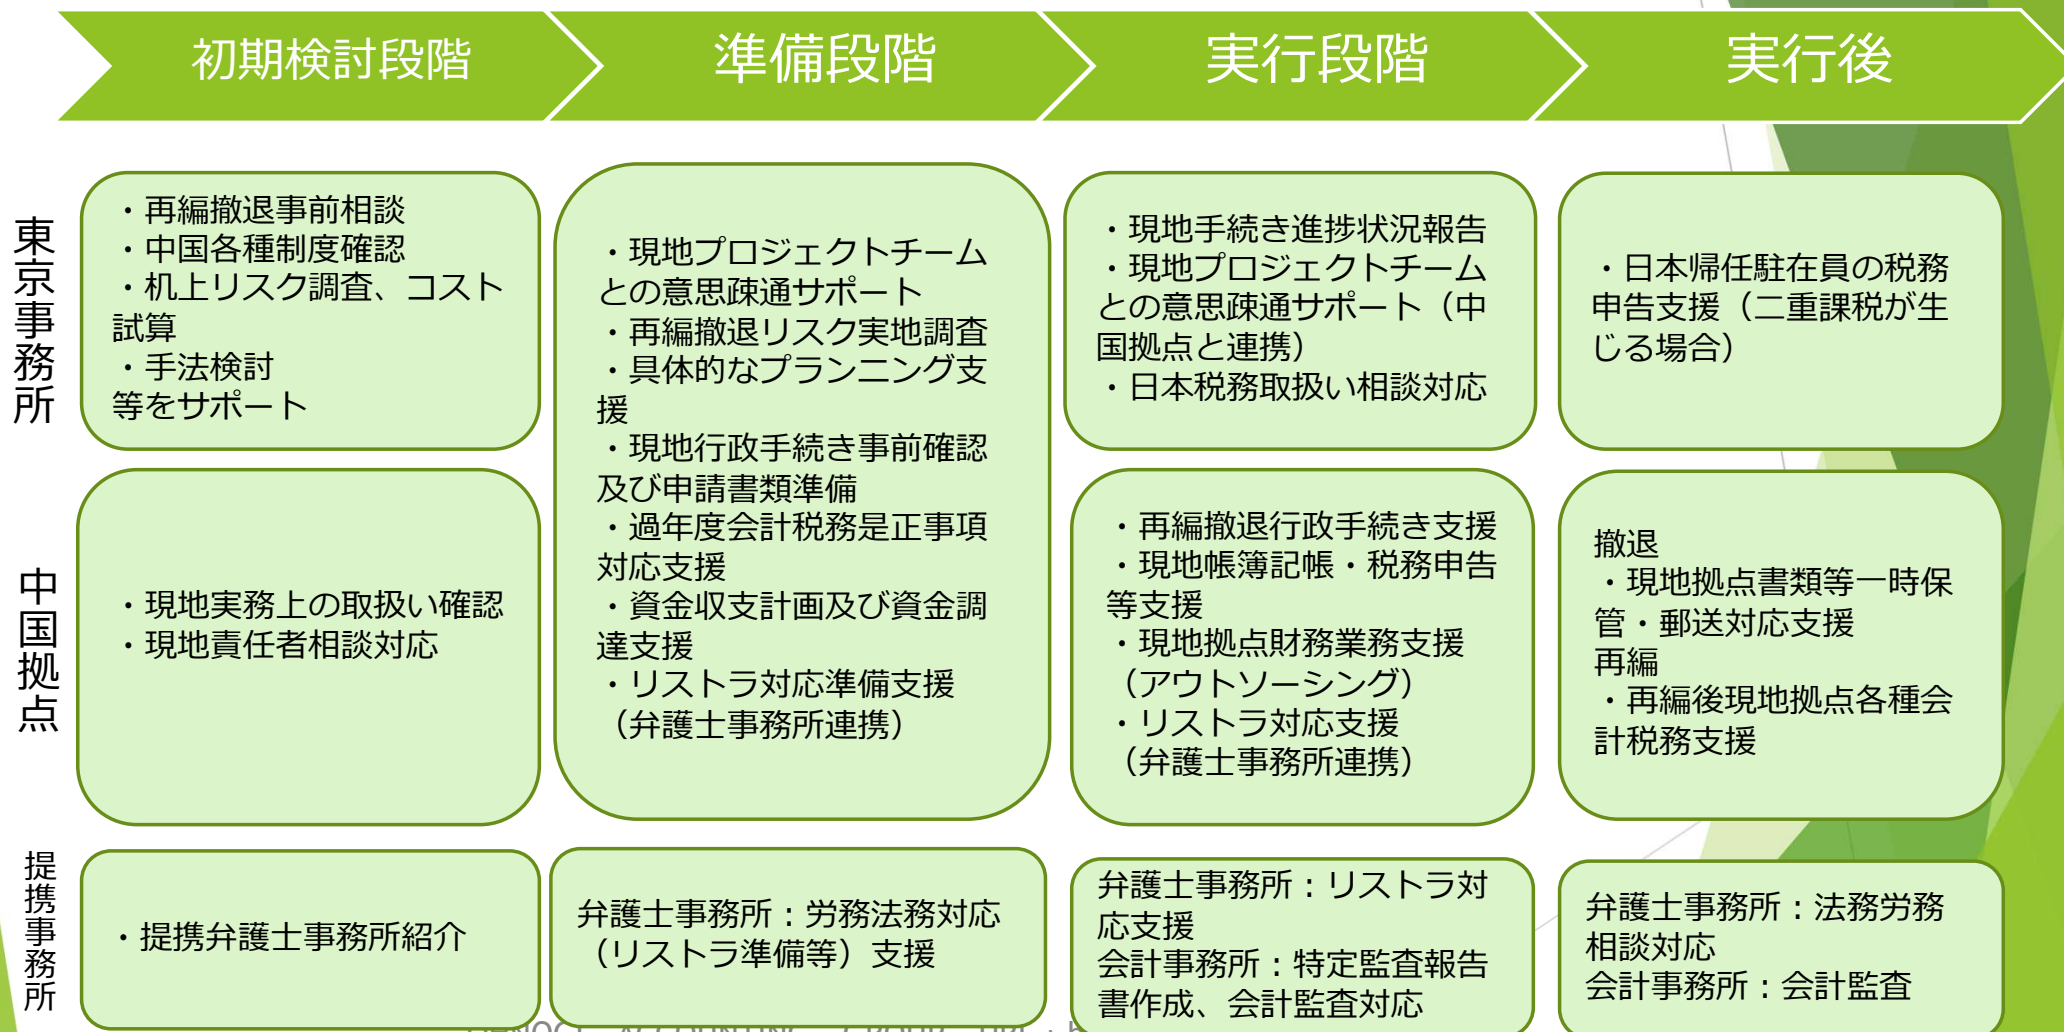 初期検討段階
準備段階
実行段階
実行後
東京事務所
・再編撤退事前相談
・中国各種制度確認
・机上リスク調査、コスト
試算
・手法検討
等をサポート
・現地プロジェクトチーム
との意思疎通サポート
・再編撤退リスク実地調査
・具体的なプランニング支
援
・現地行政手続き事前確認
及び申請書類準備
・過年度会計税務是正事項
対応支援
・資金収支計画及び資金調
達支援
・リストラ対応準備支援
（弁護士事務所連携）
・現地手続き進捗状況報告
・現地プロジェクトチーム
との意思疎通サポート（中
国拠点と連携）
・日本税務取扱い相談対応
・日本帰任駐在員の税務
申告支援（二重課税が生
じる場合）
中国拠点
・現地実務上の取扱い確認
・現地責任者相談対応
・再編撤退行政手続き支援
・現地帳簿記帳・税務申告
等支援
・現地拠点財務業務支援
（アウトソーシング）
・リストラ対応支援
（弁護士事務所連携）
撤退
・現地拠点書類等一時保
管・郵送対応支援
再編
・再編後現地拠点各種会
計税務支援
提携事務所
・提携弁護士事務所紹介
弁護士事務所：労務法務対応
（リストラ準備等）支援
弁護士事務所：リストラ対
応支援
会計事務所：特定監査報告
書作成、会計監査対応
弁護士事務所：法務労務
相談対応
会計事務所：会計監査